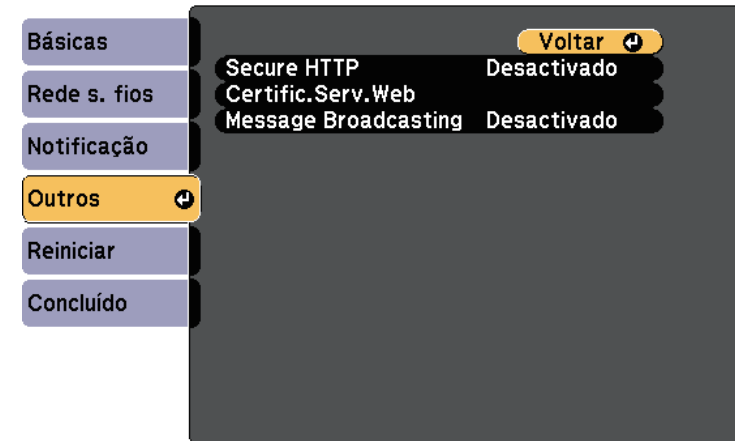 Básicas
Rede s. fios
Notificação
Outros
Reiniciar
Concluído
Voltar
Secure HTTP Desactivado
Certific.Serv.Web
Message Broadcasting Desactivado